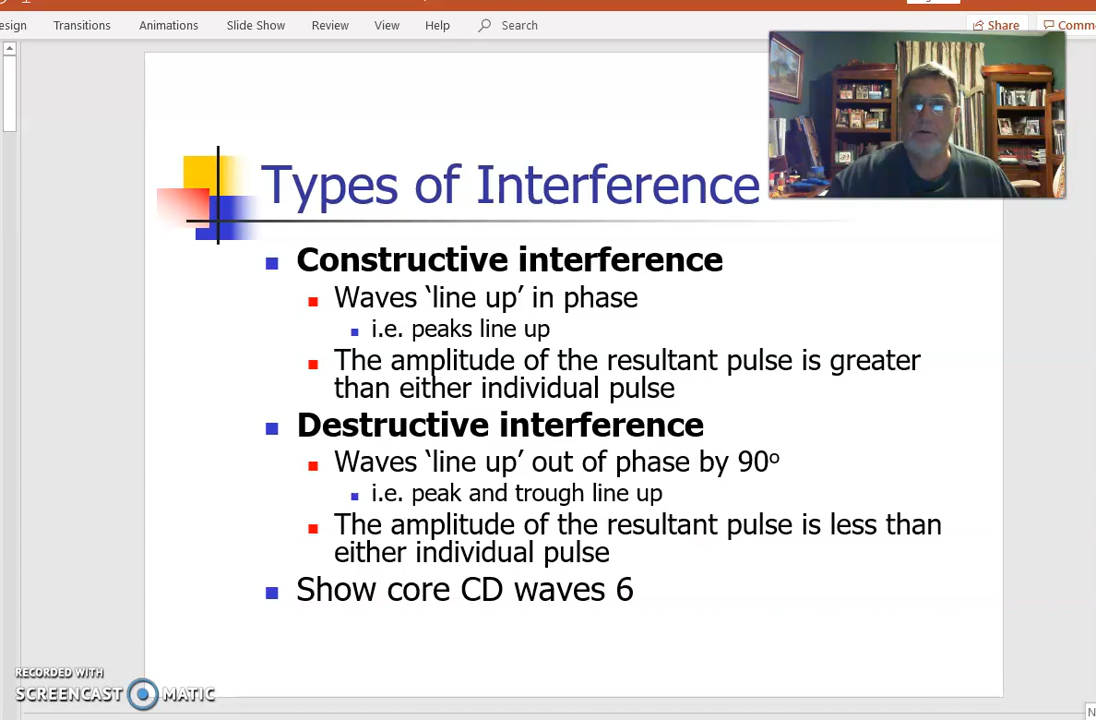 esign Transitions Animations Slide Show Review View Help Search Share Comme
Types of Interference
Constructive interference
Waves ‘line up’ in phase
i.e. peaks line up
The amplitude of the resultant pulse is greater
than either individual pulse
Destructive interference
Waves ‘line up’ out of phase by 90º
i.e. peak and trough line up
The amplitude of the resultant pulse is less than
either individual pulse
Show core CD waves 6
RECORDED WITH
SCREENCAST MATIC
N